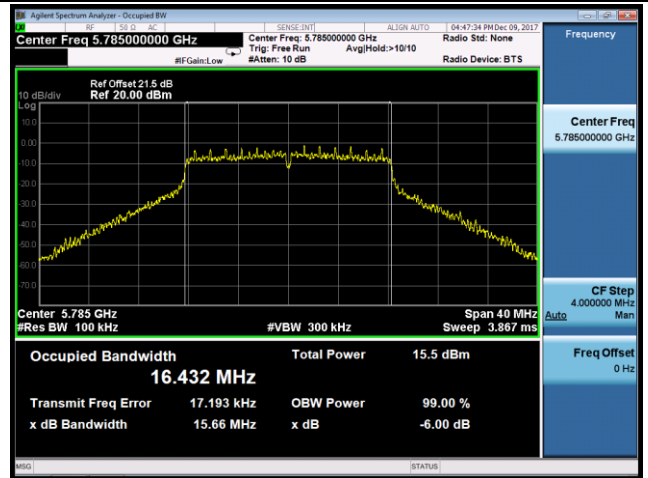 Agilent Spectrum Analyzer - Occupied BW
RF 50 Ω AC SENSE:INT ALIGN AUTO 04:47:34 PM Dec 09, 2017
Center Freq 5.785000000 GHz
Center Freq: 5.785000000 GHz
Radio Std: None
Trig: Free Run Avg|Hold:>10/10
#IFGain:Low #Atten: 10 dB
Radio Device: BTS
Ref Offset 21.5 dB
10 dB/div Ref 20.00 dBm
Log
10.0
0.00
-10.0
-20.0
-30.0
-40.0
-50.0
-60.0
-70.0
Center 5.785 GHz Span 40 MHz
#Res BW 100 kHz #VBW 300 kHz Sweep 3.867 ms
Occupied Bandwidth Total Power 15.5 dBm
16.432 MHz
Transmit Freq Error 17.193 kHz OBW Power 99.00 %
x dB Bandwidth 15.66 MHz x dB -6.00 dB
MSG STATUS
Frequency
Center Freq
5.785000000 GHz
CF Step
4.000000 MHz
Auto Man
Freq Offset
0 Hz